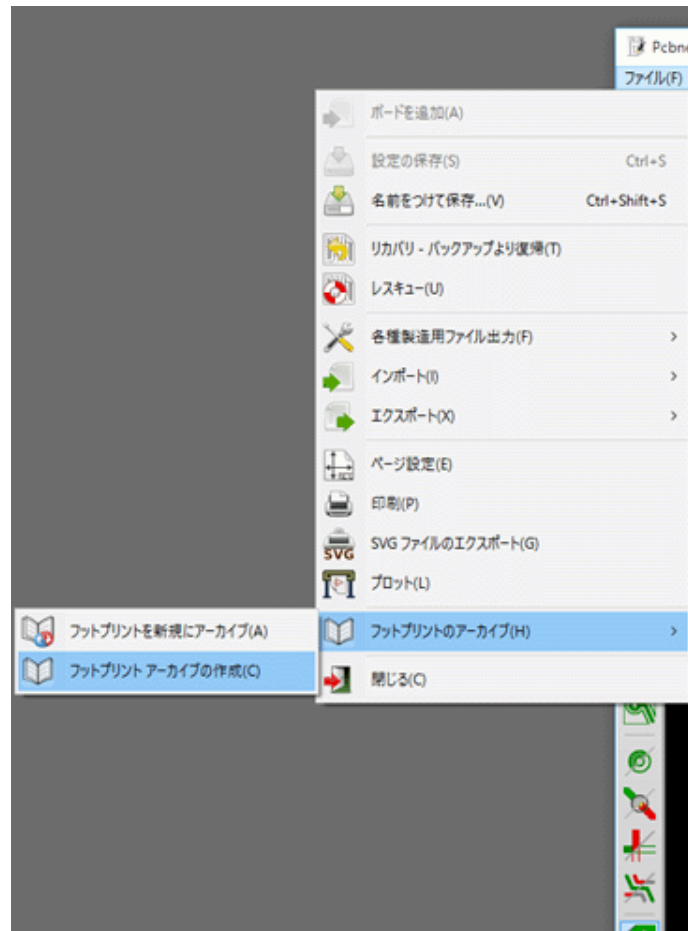 Pcbne
ファイル(F)
ボードを追加(A)
設定の保存(S) Ctrl+S
名前をつけて保存...(V) Ctrl+Shift+S
リカバリ - バックアップより復帰(T)
レスキュー(U)
各種製造用ファイル出力(F)
インポート(I)
エクスポート(X)
ページ設定(E)
印刷(P)
SVG
SVG ファイルのエクスポート(G)
プロット(L)
フットプリントを新規にアーカイブ(A)
フットプリントのアーカイブ(H)
フットプリント アーカイブの作成(C)
閉じる(C)